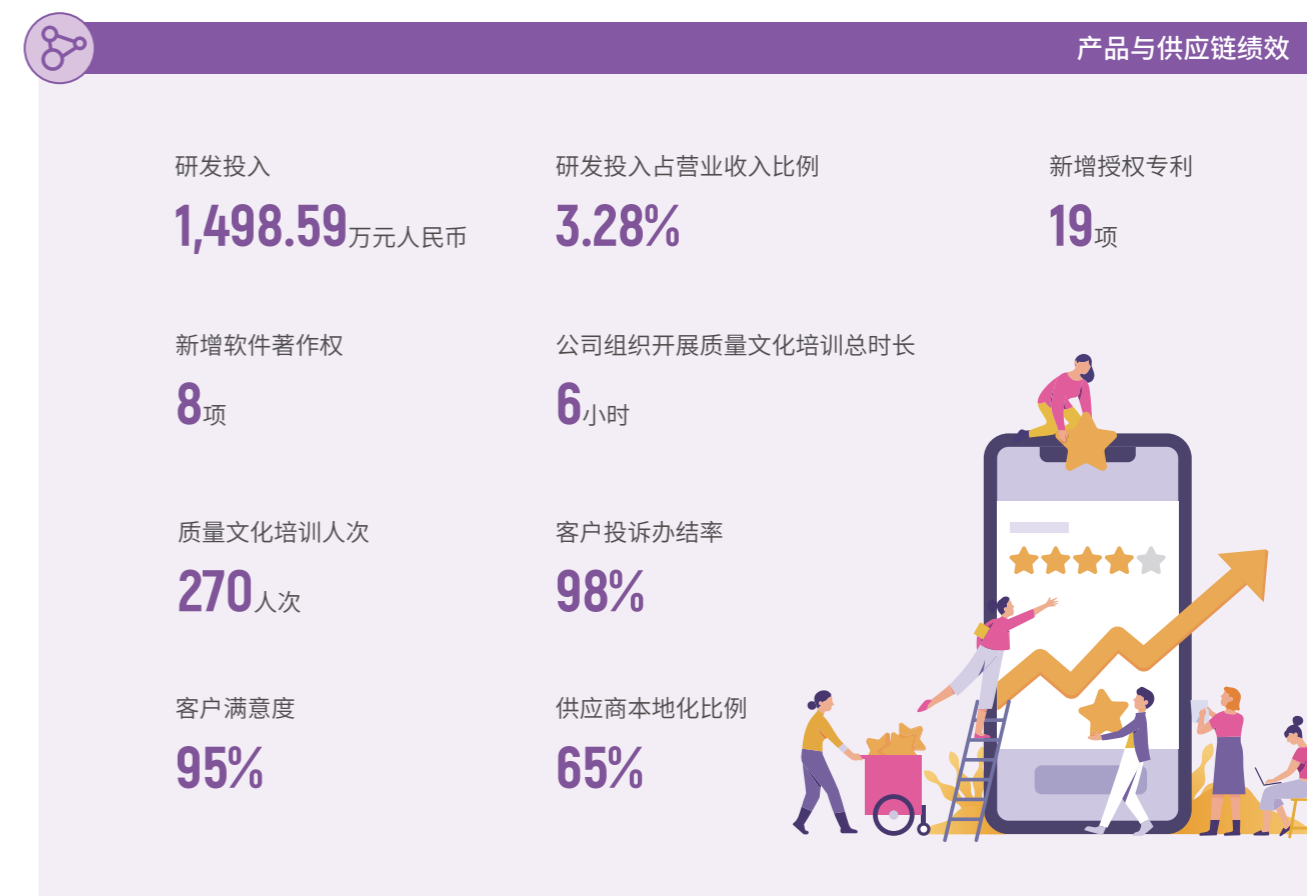 产品与供应链绩效
研发投入
1,498.59万元人民币
研发投入占营业收入比例
3.28%
新增授权专利
19项
新增软件著作权
8项
公司组织开展质量文化培训总时长
6小时
质量文化培训人次
270人次
客户投诉办结率
98%
客户满意度
95%
供应商本地化比例
65%